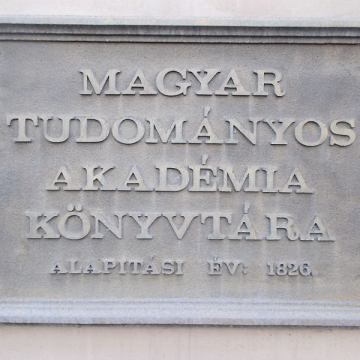 MAGYAR
TUDOMÁNYOS
AKADÉMIA
KÖNYVTÁRA
ALAPITÁSI ÉV: 1826.